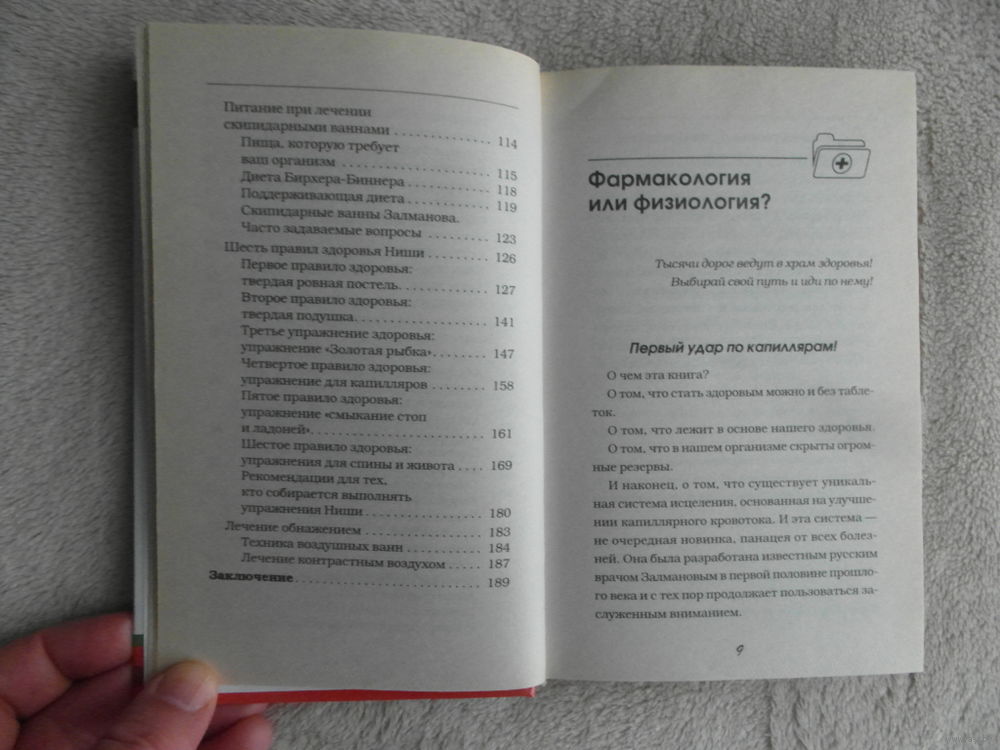 Питание при лечении
скипидарными ваннами . . . . . . . . . . . . 114
Пища, которую требует
ваш организм . . . . . . . . . . . . . . . . . . 115
Диета Бирхера-Биннера . . . . . . . . . . . 118
Поддерживающая диета . . . . . . . . . . . 119
Скипидарные ванны Залманова.
Часто задаваемые вопросы . . . . . . . . . 123
Шесть правил здоровья Ниши . . . . . . . . . 126
Первое правило здоровья:
твердая ровная постель. . . . . . . . . . . . 127
Второе правило здоровья:
твердая подушка. . . . . . . . . . . . . . . . . 141
Третье упражнение здоровья:
упражнение «Золотая рыбка». . . . . . . . 147
Четвертое правило здоровья:
упражнение для капилляров . . . . . . . . 158
Пятое правило здоровья:
упражнение «смыкание стоп
и ладоней». . . . . . . . . . . . . . . . . . . . . 161
Шестое правило здоровья:
упражнения для спины и живота . . . . 169
Рекомендации для тех,
кто собирается выполнять
упражнения Ниши . . . . . . . . . . . . . . . 180
Лечение обнажением . . . . . . . . . . . . . . . 183
Техника воздушных ванн . . . . . . . . . . 184
Лечение контрастным воздухом . . . . . 187
Заключение . . . . . . . . . . . . . . . . . . . . . . 189
Фармакология
или физиология?
Тысячи дорог ведут в храм здоровья!
Выбирай свой путь и иди по нему!
Первый удар по капиллярам!
О чем эта книга?
О том, что стать здоровым можно и без табле-
ток.
О том, что лежит в основе нашего здоровья.
О том, что в нашем организме скрыты огром-
ные резервы.
И наконец, о том, что существует уникаль-
ная система исцеления, основанная на улучше-
нии капиллярного кровотока. И эта система —
не очередная новинка, панацея от всех болез-
ней. Она была разработана известным русским
врачом Залмановым в первой половине прошло-
го века и с тех пор продолжает пользоваться за-
служенным вниманием.
9